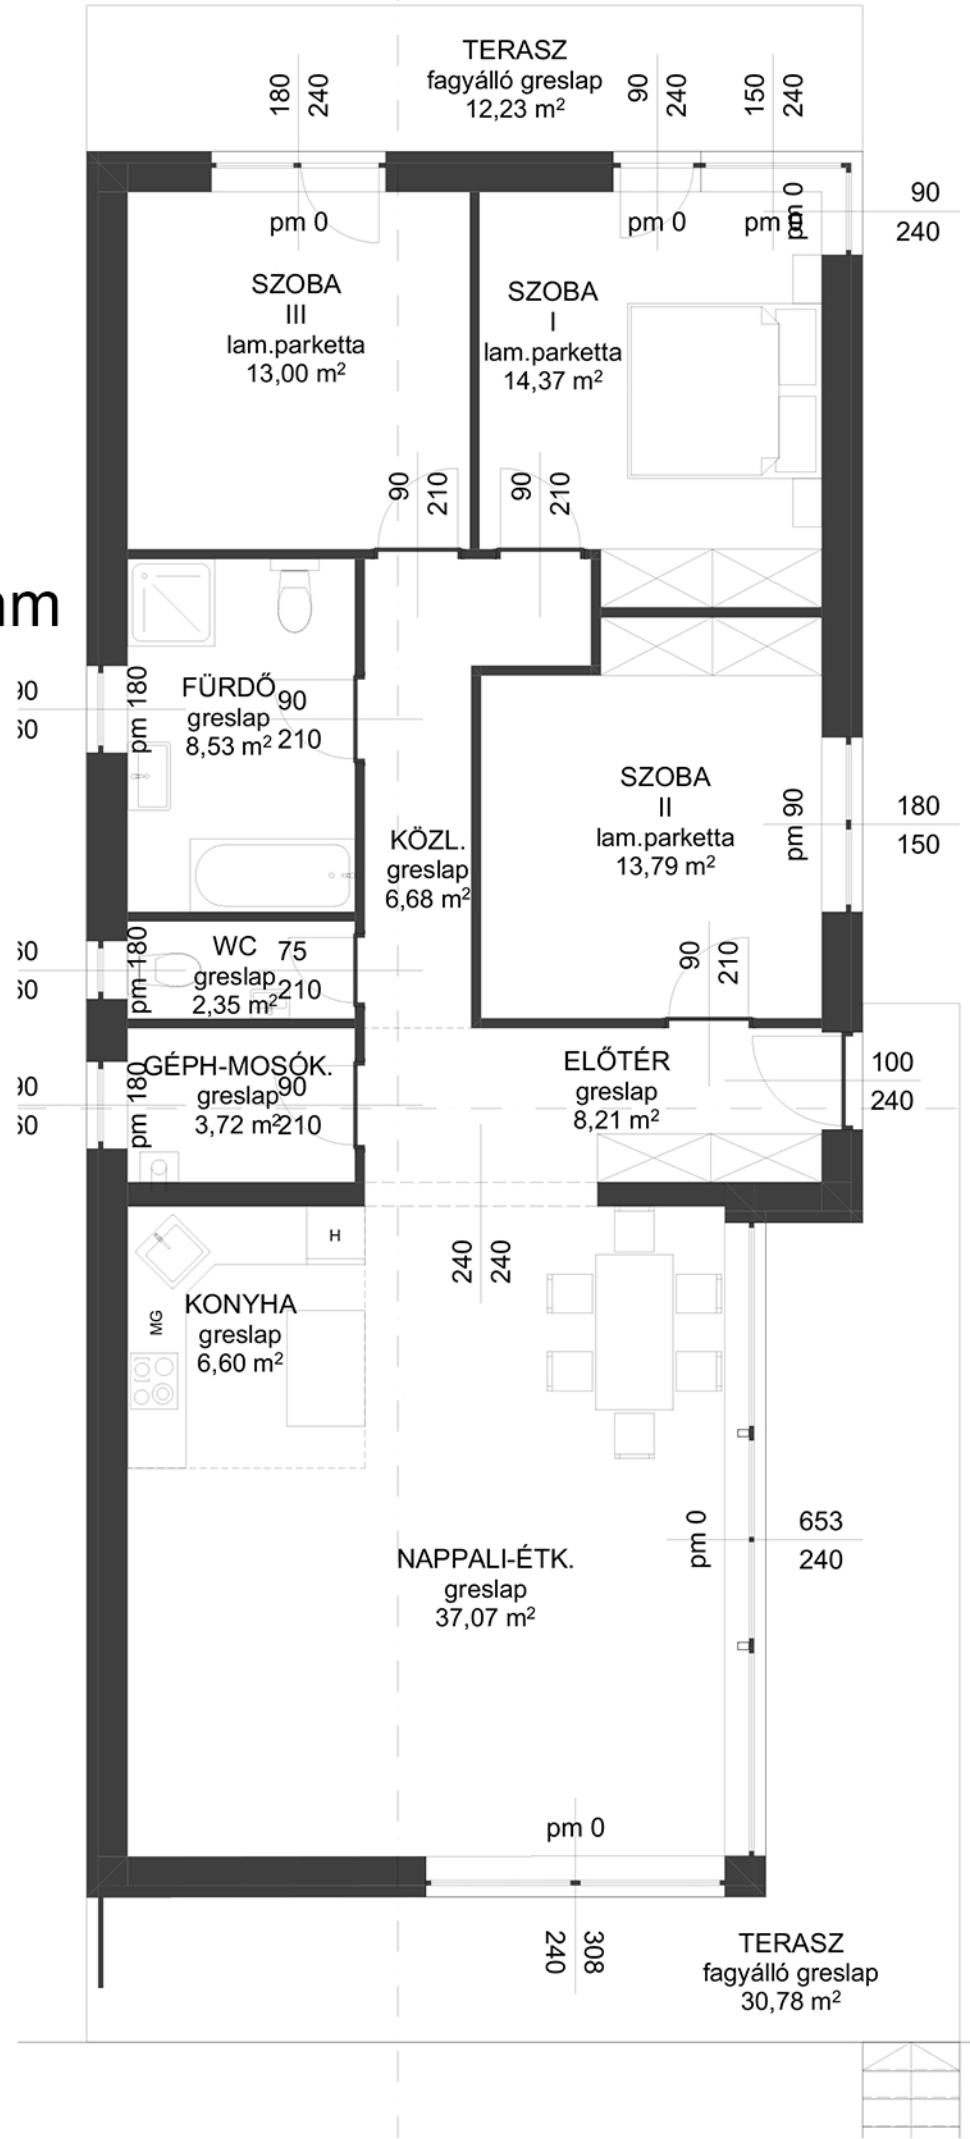 TERASZ
fagyálló greslap
12,23 m²
180
240
90
240
150
240
pm 0
pm 0
pm 0
pm 0
90
240
SZOBA
III
lam.parketta
13,00 m²
SZOBA
I
lam.parketta
14,37 m²
90
210
90
210
pm 180
FÜRDŐ
greslap
8,53 m²
90
210
SZOBA
II
lam.parketta
13,79 m²
pm 90
180
150
KÖZL.
greslap
6,68 m²
90
210
pm 180
WC
greslap
2,35 m²
75
210
pm 180
GÉPH-MOSÓK.
greslap
3,72 m²
90
210
ELŐTÉR
greslap
8,21 m²
100
240
H
240
240
MG
KONYHA
greslap
6,60 m²
pm 0
653
240
NAPPALI-ÉTK.
greslap
37,07 m²
pm 0
308
240
TERASZ
fagyálló greslap
30,78 m²